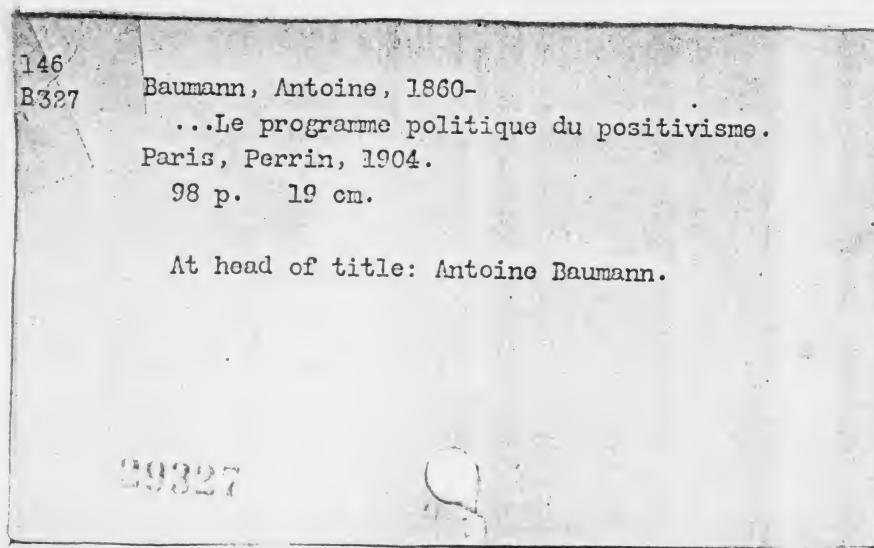 146
B327
Baumann, Antoine, 1860-
...Le programme politique du positivisme.
Paris, Perrin, 1904.
98 p. 19 cm.
At head of title: Antoine Baumann.
29327